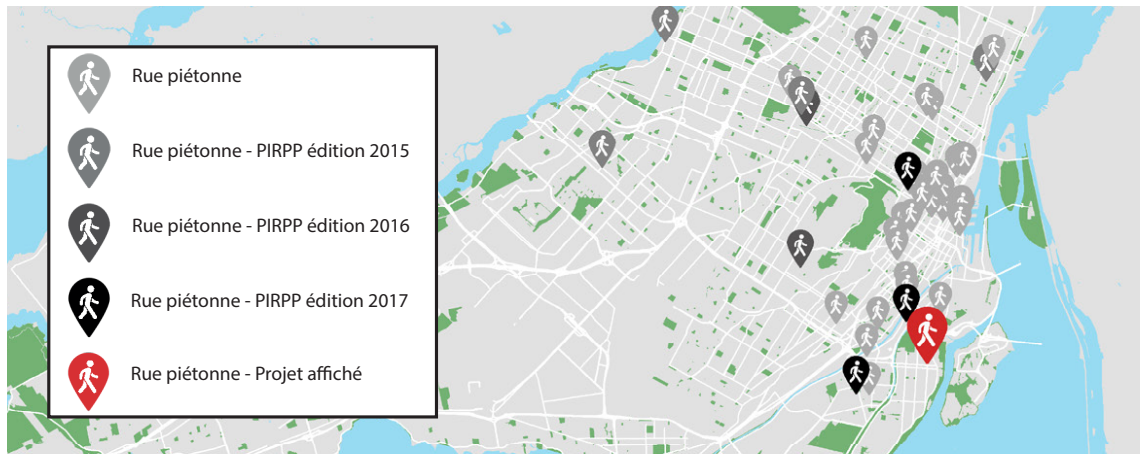 Rue piétonne
Rue piétonne - PIRPP édition 2015
Rue piétonne - PIRPP édition 2016
Rue piétonne - PIRPP édition 2017
Rue piétonne - Projet affiché